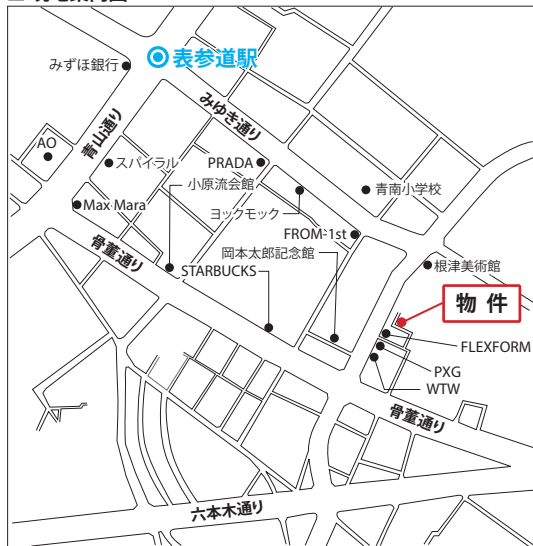 みずほ銀行
表参道駅
みゆき通り
青山通り
AO
スパイラル
PRADA
小原流会館
青南小学校
Max Mara
ヨックモック
骨董通り
FROM-1st
岡本太郎記念館
STARBUCKS
根津美術館
物件
FLEXFORM
PXG
WTW
骨董通り
六本木通り